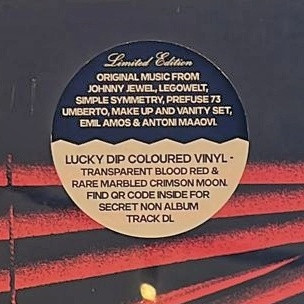 Limited Edition
ORIGINAL MUSIC FROM
JOHNNY JEWEL, LEGOWELT,
SIMPLE SYMMETRY, PREFUSE 73
UMBERTO, MAKE UP AND VANITY SET,
EMIL AMOS & ANTONI MAAOVI.
LUCKY DIP COLOURED VINYL -
TRANSPARENT BLOOD RED &
RARE MARBLED CRIMSON MOON.
FIND QR CODE INSIDE FOR
SECRET NON ALBUM
TRACK DL